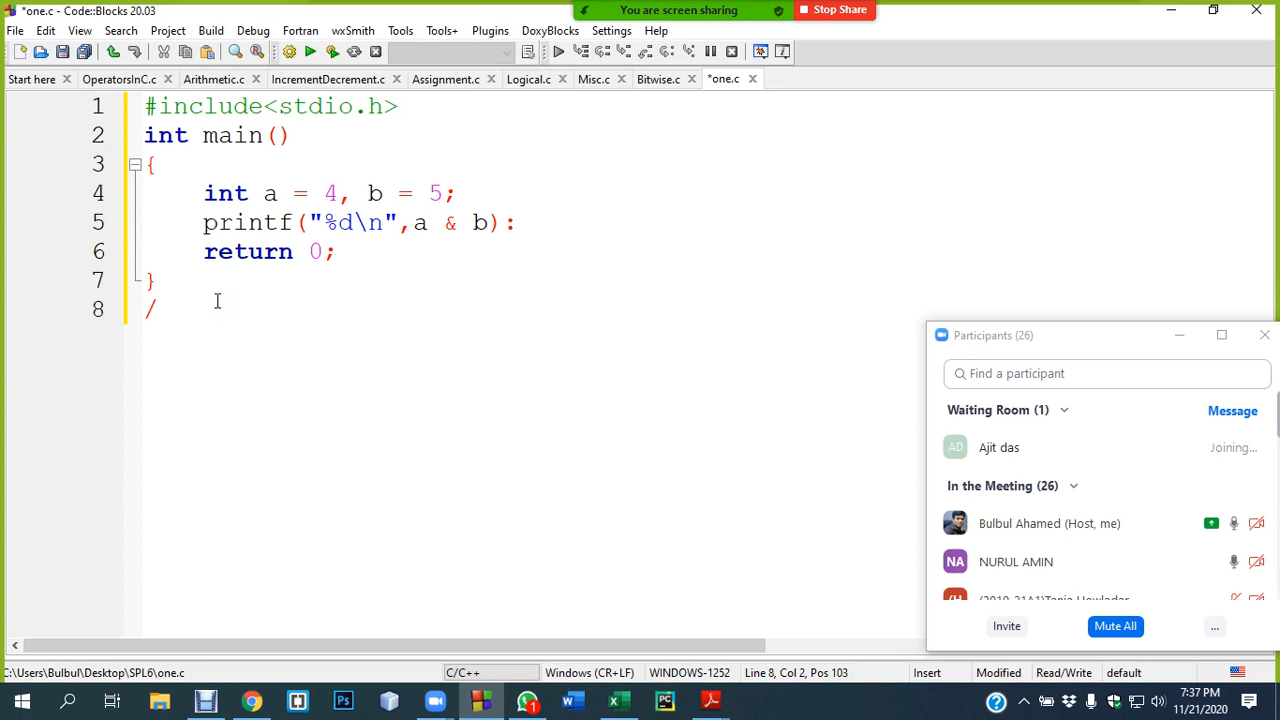 *one.c - Code::Blocks 20.03
You are screen sharing
Stop Share
File Edit View Search Project Build Debug Fortran wxSmith Tools Tools+ Plugins DoxyBlocks Settings Help
Start here OperatorsInC.c Arithmetic.c IncrementDecrement.c Assignment.c Logical.c Misc.c Bitwise.c *one.c
1 #include<stdio.h>
2 int main()
3 {
4 int a = 4, b = 5;
5 printf("%d\n",a & b):
6 return 0;
7 }
8 /
Participants (26)
Find a participant
Waiting Room (1) Message
AD Ajit das Joining...
In the Meeting (26)
Bulbul Ahamed (Host, me)
NA NURUL AMIN
Invite Mute All ...
C:\Users\Bulbul\Desktop\SPL6\one.c C/C++ Windows (CR+LF) WINDOWS-1252 Line 8, Col 2, Pos 103 Insert Modified Read/Write default
7:37 PM
11/21/2020